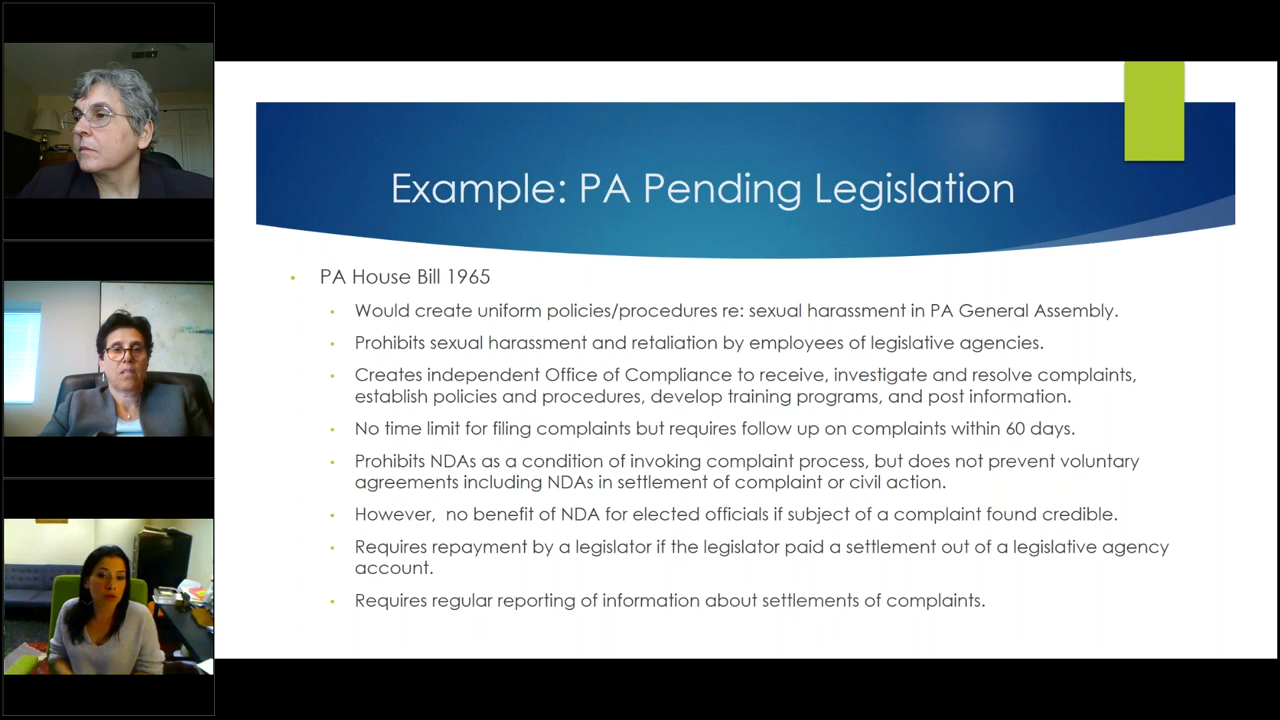 Example: PA Pending Legislation
PA House Bill 1965
Would create uniform policies/procedures re: sexual harassment in PA General Assembly.
Prohibits sexual harassment and retaliation by employees of legislative agencies.
Creates independent Office of Compliance to receive, investigate and resolve complaints,
establish policies and procedures, develop training programs, and post information.
No time limit for filing complaints but requires follow up on complaints within 60 days.
Prohibits NDAs as a condition of invoking complaint process, but does not prevent voluntary
agreements including NDAs in settlement of complaint or civil action.
However, no benefit of NDA for elected officials if subject of a complaint found credible.
Requires repayment by a legislator if the legislator paid a settlement out of a legislative agency
account.
Requires regular reporting of information about settlements of complaints.